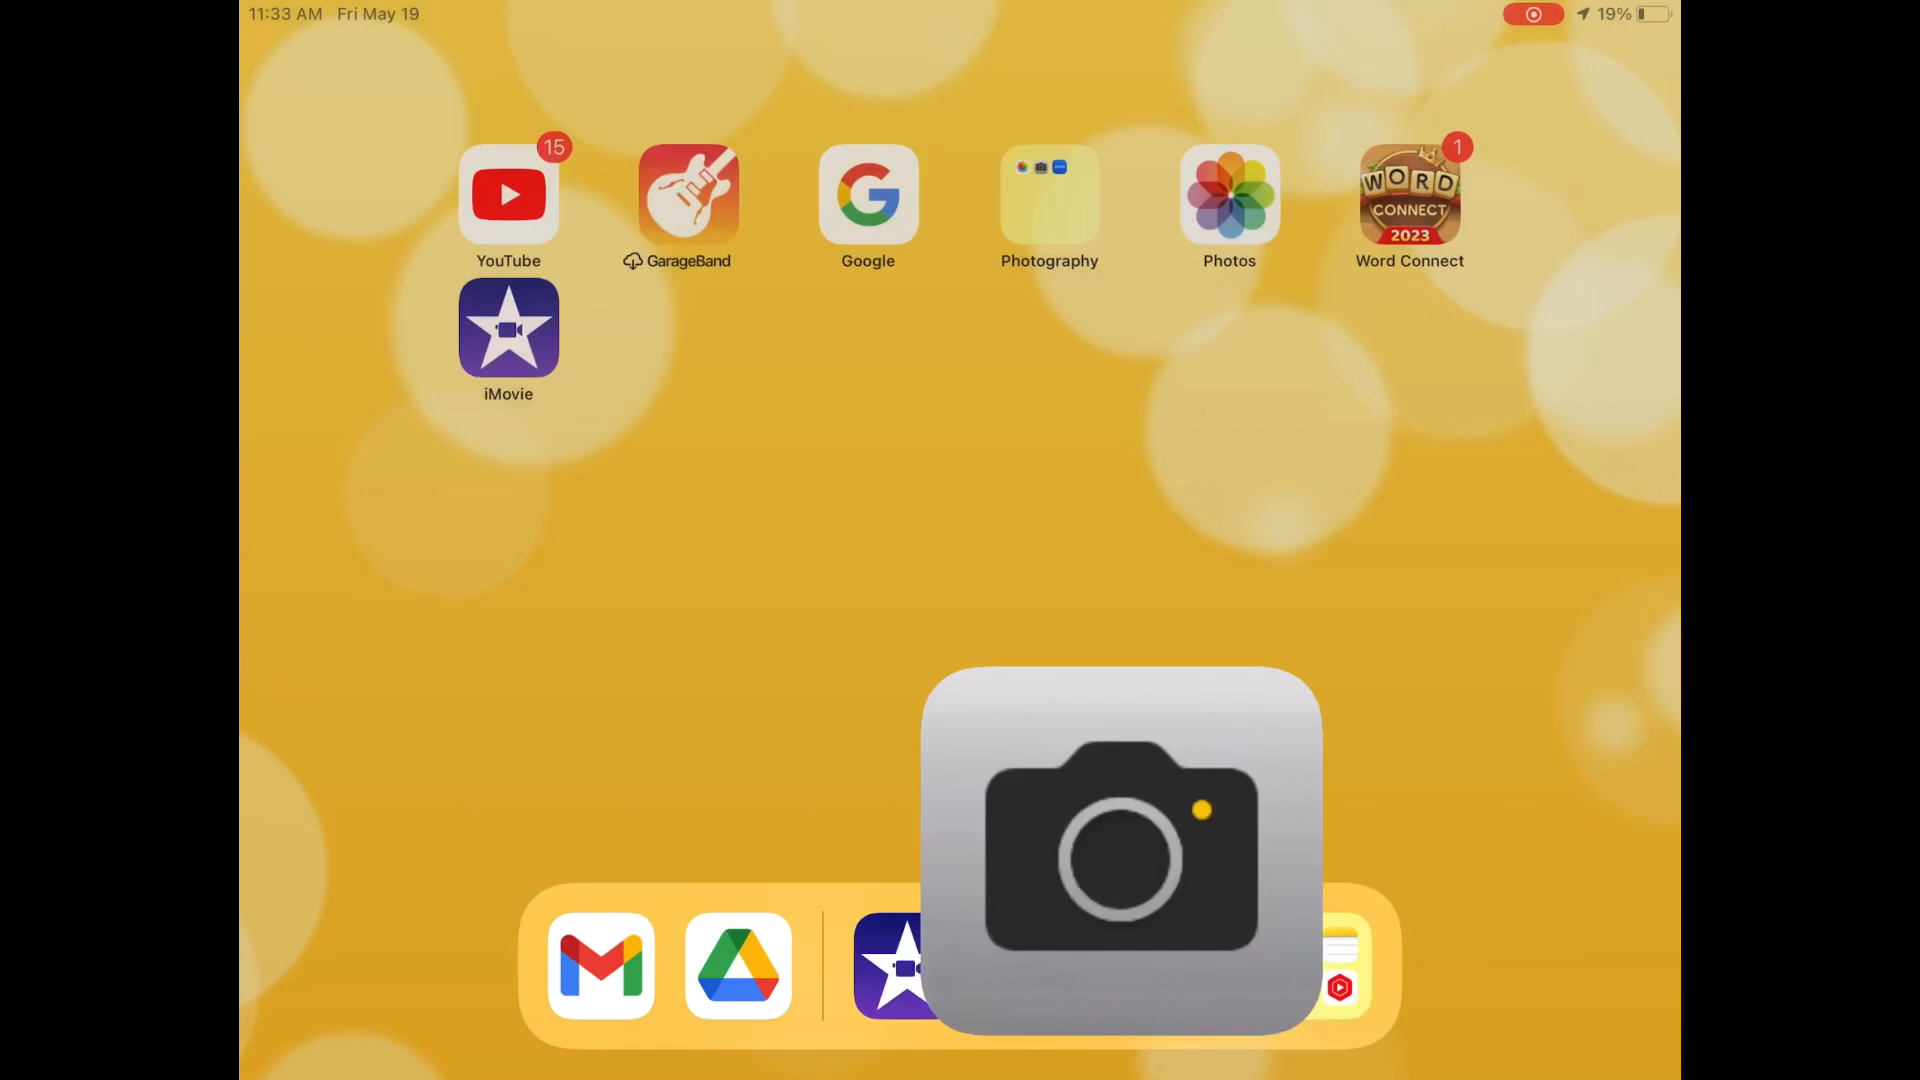 11:33 AM Fri May 19
19%
15
1
WORD
CONNECT
2023
YouTube
GarageBand
Google
Photography
Photos
Word Connect
iMovie